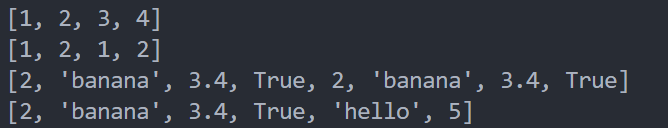 [1, 2, 3, 4]
[1, 2, 1, 2]
[2, 'banana', 3.4, True, 2, 'banana', 3.4, True]
[2, 'banana', 3.4, True, 'hello', 5]